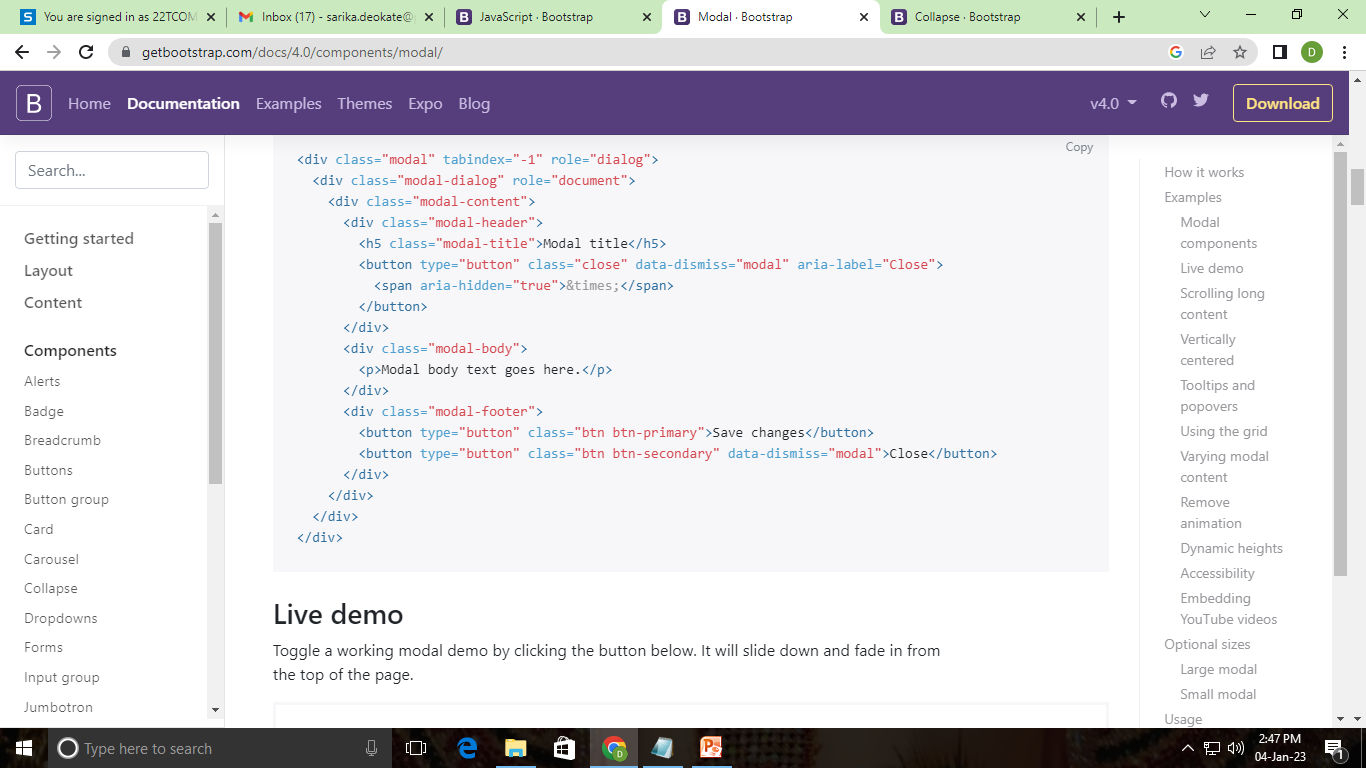 You are signed in as 22TCOM
Inbox (17) - sarika.deokate@
JavaScript · Bootstrap
Modal · Bootstrap
Collapse · Bootstrap
getbootstrap.com/docs/4.0/components/modal/
D
B
Home
Documentation
Examples
Themes
Expo
Blog
v4.0
Download
Search...
Getting started
Layout
Content
Components
Alerts
Badge
Breadcrumb
Buttons
Button group
Card
Carousel
Collapse
Dropdowns
Forms
Input group
Jumbotron
Copy
<div class="modal" tabindex="-1" role="dialog">
  <div class="modal-dialog" role="document">
    <div class="modal-content">
      <div class="modal-header">
        <h5 class="modal-title">Modal title</h5>
        <button type="button" class="close" data-dismiss="modal" aria-label="Close">
          <span aria-hidden="true">&times;</span>
        </button>
      </div>
      <div class="modal-body">
        <p>Modal body text goes here.</p>
      </div>
      <div class="modal-footer">
        <button type="button" class="btn btn-primary">Save changes</button>
        <button type="button" class="btn btn-secondary" data-dismiss="modal">Close</button>
      </div>
    </div>
  </div>
</div>
Live demo
Toggle a working modal demo by clicking the button below. It will slide down and fade in from
the top of the page.
How it works
Examples
Modal
components
Live demo
Scrolling long
content
Vertically
centered
Tooltips and
popovers
Using the grid
Varying modal
content
Remove
animation
Dynamic heights
Accessibility
Embedding
YouTube videos
Optional sizes
Large modal
Small modal
Usage
Type here to search
2:47 PM
04-Jan-23
1